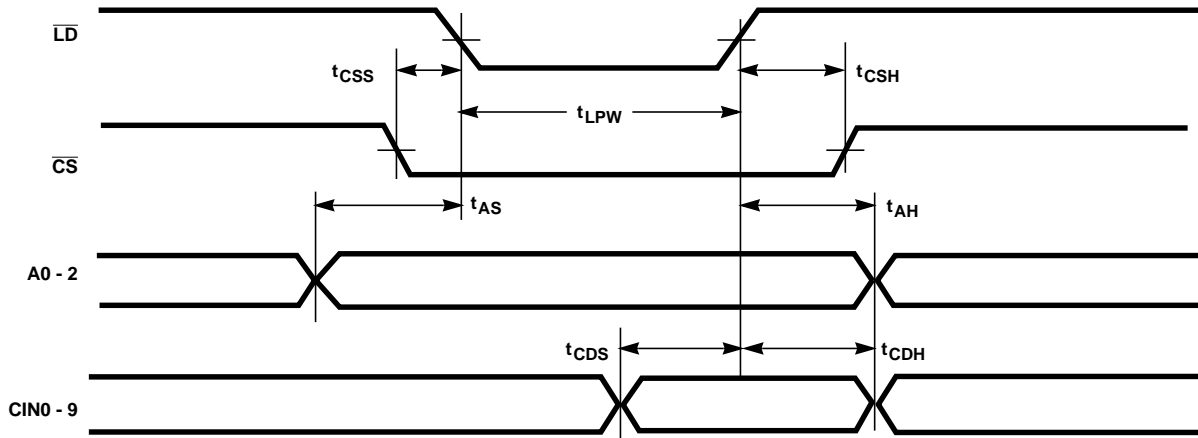 LD
tCSS
tCSH
tLPW
CS
tAS
tAH
A0 - 2
tCDS
tCDH
CIN0 - 9